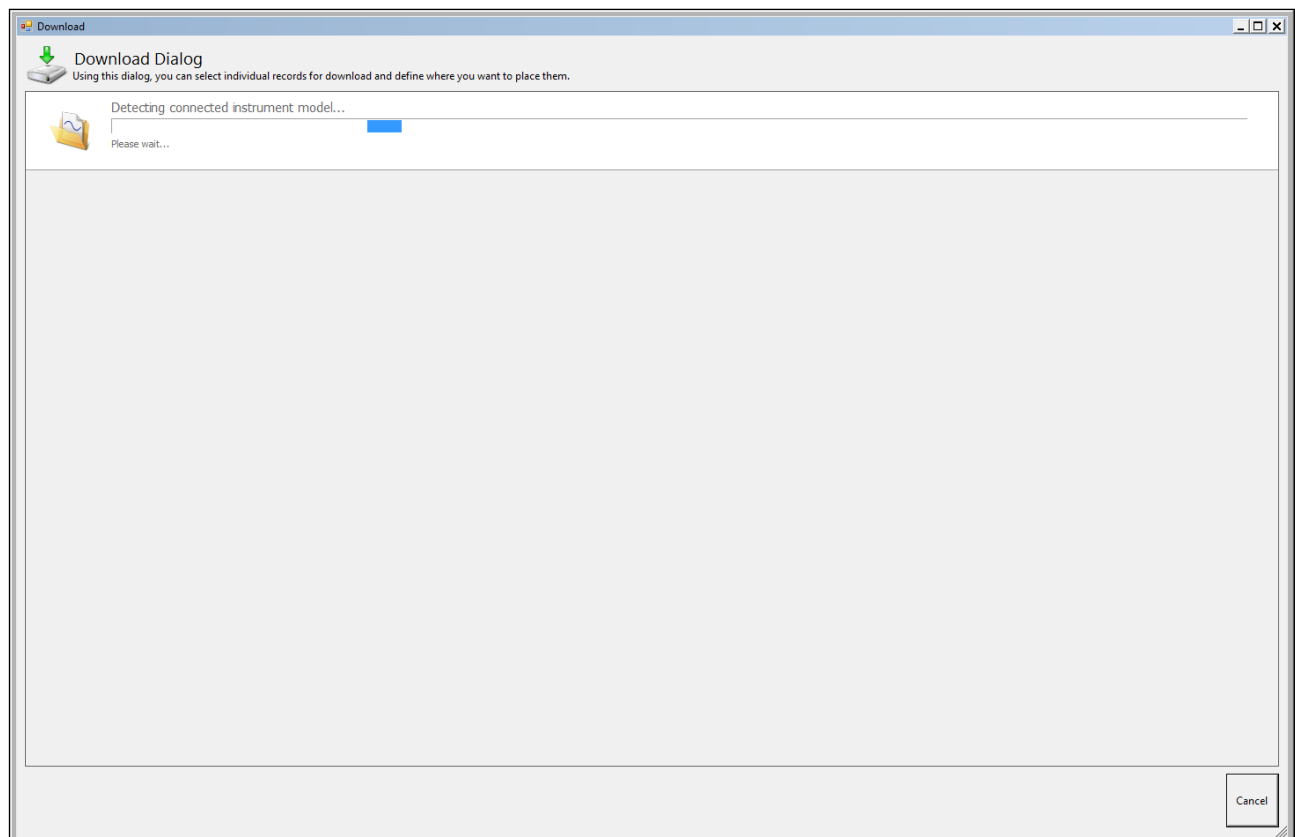 Download
Download Dialog
Using this dialog, you can select individual records for download and define where you want to place them.
Detecting connected instrument model...
Please wait...
Cancel